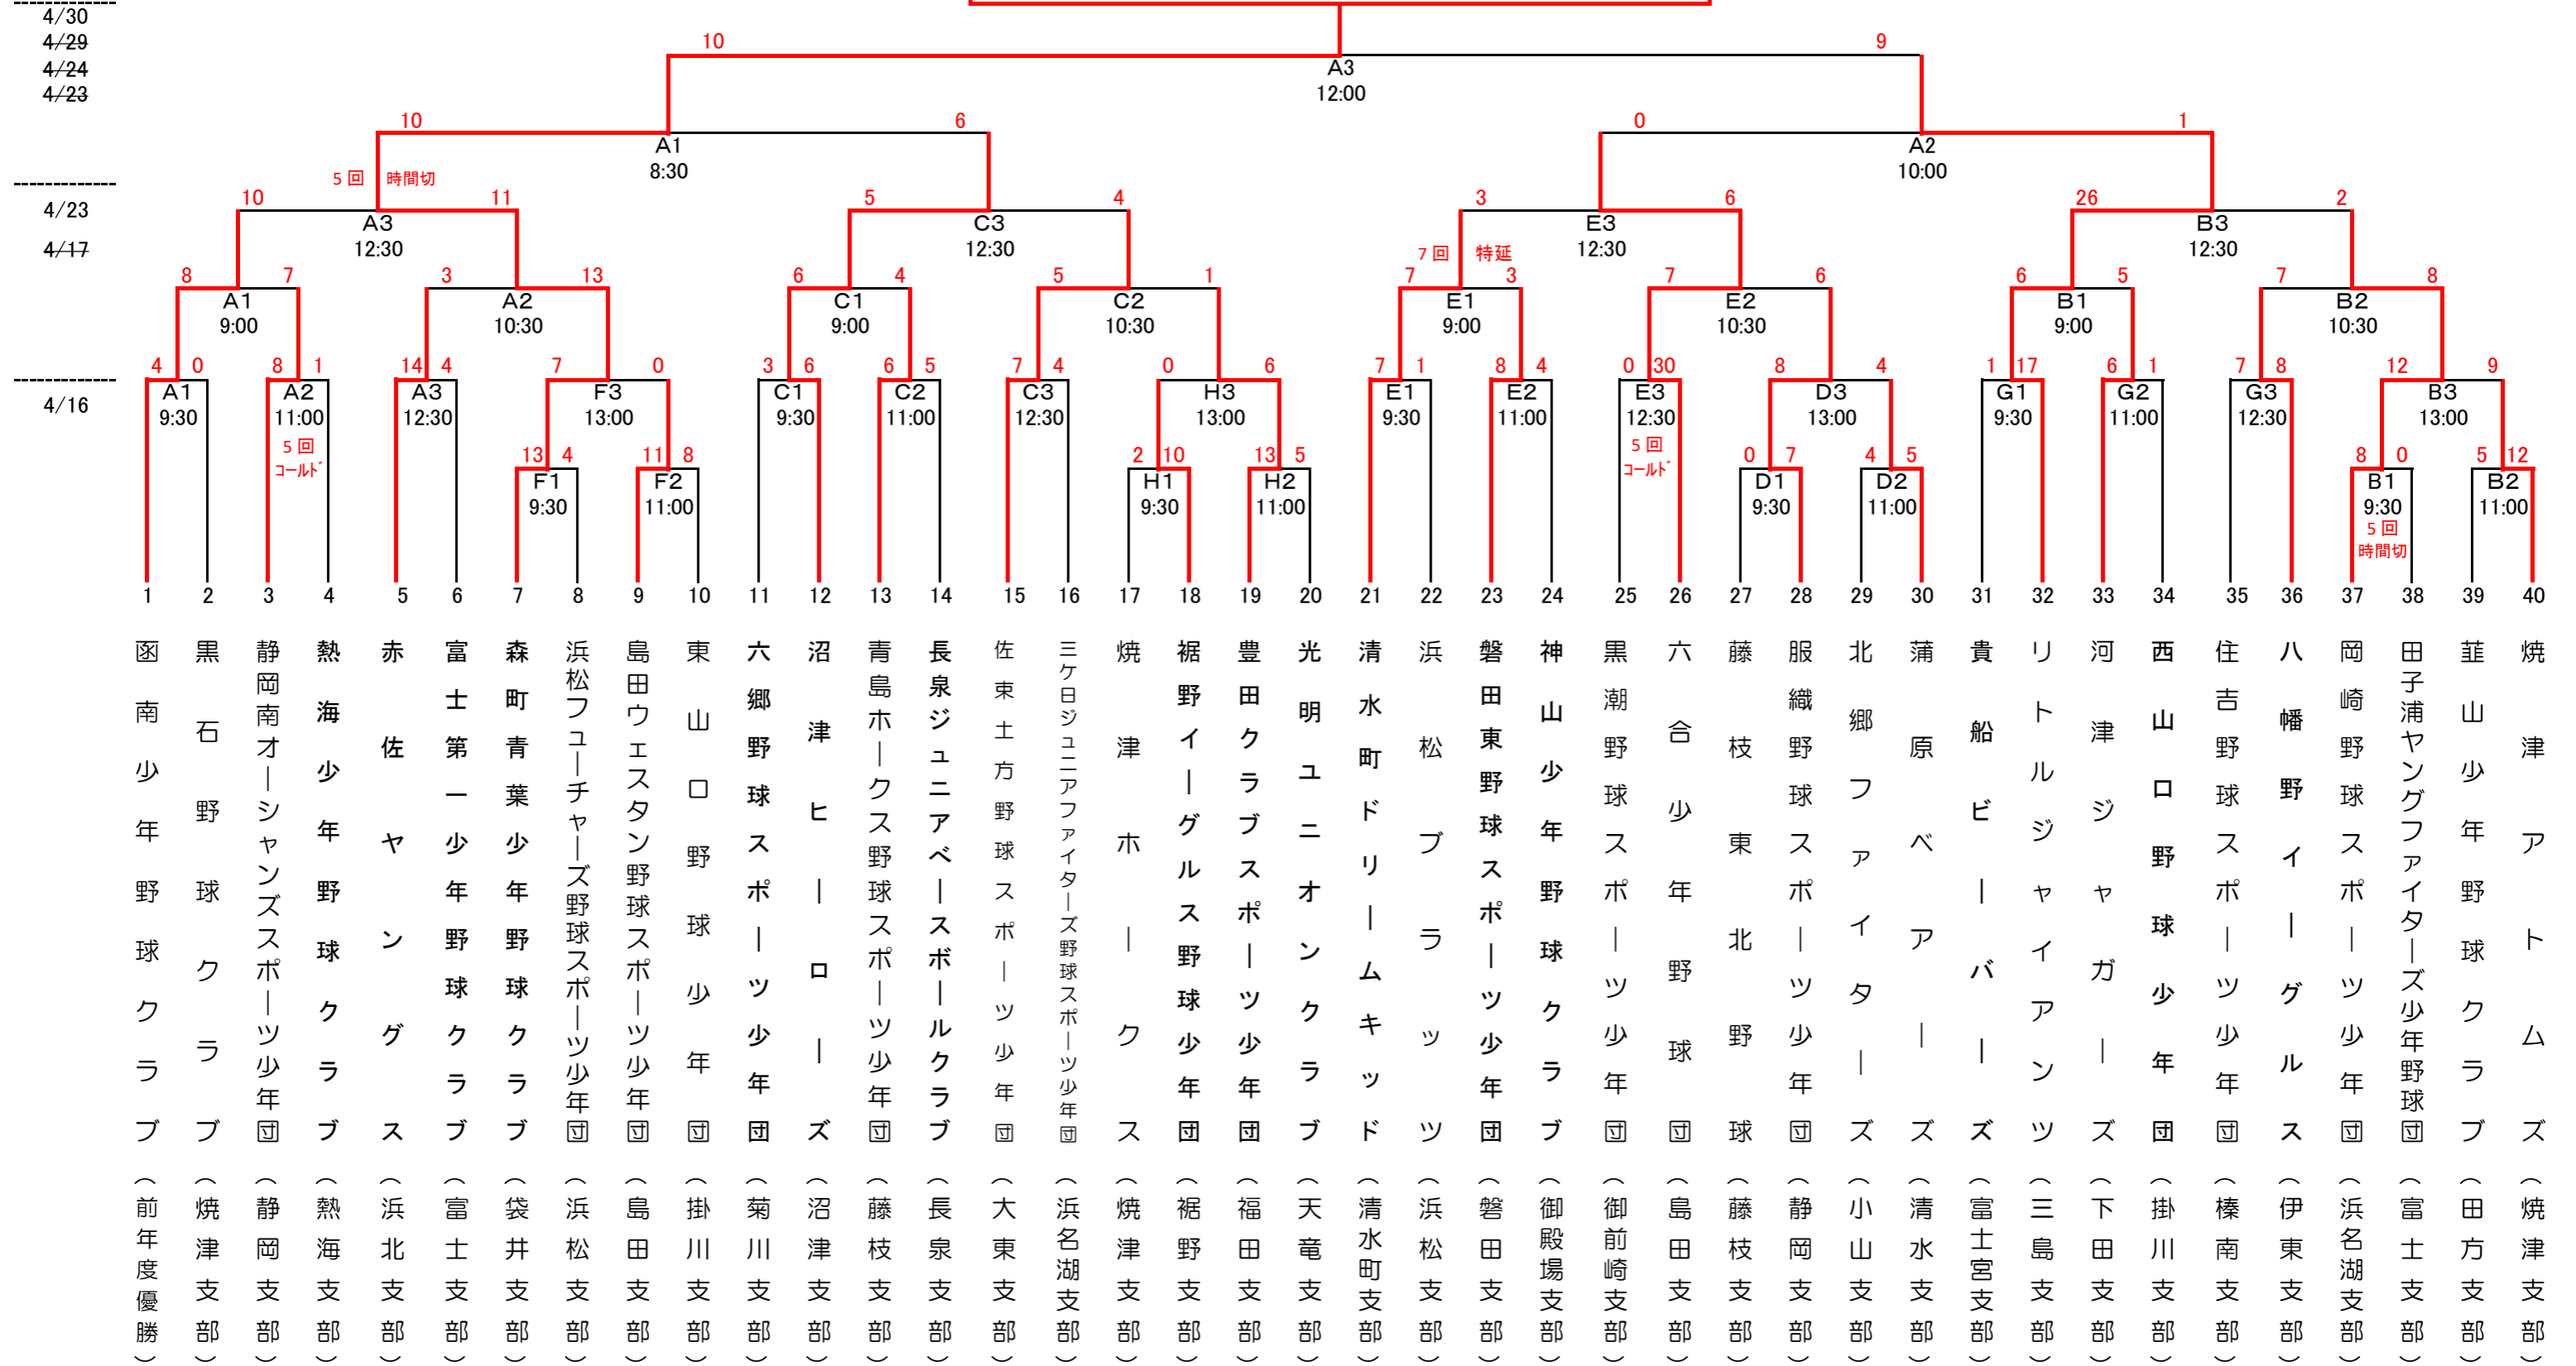 4/30
4/29
4/24
4/23
10 9
A3
12:00
10 6 0 1
A1 A2
8:30 10:00
5回 時間切
4/23
10 11 5 4 3 6 26 2
A3 C3 E3 B3
4/17
12:30 12:30 12:30 12:30
7回 特延
8 7 3 13 6 4 5 1 7 3 7 6 6 5 7 8
A1 A2 C1 C2 E1 E2 B1 B2
9:00 10:30 9:00 10:30 9:00 10:30 9:00 10:30
4 0 8 1 14 4 7 0 3 6 6 5 7 4 0 6 7 1 8 4 0 30 8 4 1 17 6 1 7 8 12 9
4/16
A1 A2 A3 F3 C1 C2 C3 H3 E1 E2 E3 D3 G1 G2 G3 B3
9:30 11:00 12:30 13:00 9:30 11:00 12:30 13:00 9:30 11:00 12:30 13:00 9:30 11:00 12:30 13:00
5回 5回
コールド コールド
13 4 11 8 2 10 13 5 0 7 4 5 8 0 5 12
F1 F2 H1 H2 D1 D2 B1 B2
9:30 11:00 9:30 11:00 9:30 11:00 9:30 11:00
5回
時間切
1 2 3 4 5 6 7 8 9 10 11 12 13 14 15 16 17 18 19 20 21 22 23 24 25 26 27 28 29 30 31 32 33 34 35 36 37 38 39 40
函南少年野球クラブ(前年度優勝)
黒石野球クラブ(焼津支部)
静岡南オーシャンズスポーツ少年団(静岡支部)
熱海少年野球クラブ(熱海支部)
赤佐ヤングス(浜北支部)
富士第一少年野球クラブ(富士支部)
森町青葉少年野球クラブ(袋井支部)
浜松フューチャーズ野球スポーツ少年団(浜松支部)
島田ウェスタン野球スポーツ少年団(島田支部)
東山口野球少年団(掛川支部)
六郷野球スポーツ少年団(菊川支部)
沼津ヒーローズ(沼津支部)
青島ホークス野球スポーツ少年団(藤枝支部)
長泉ジュニアベースボールクラブ(長泉支部)
佐束土方野球スポーツ少年団(大東支部)
三ケ日ジュニアファイターズ野球スポーツ少年団(浜名湖支部)
焼津ホークス(焼津支部)
裾野イーグルス野球少年団(裾野支部)
豊田クラブスポーツ少年団(福田支部)
光明ユニオンクラブ(天竜支部)
清水町ドリームキッド(清水町支部)
浜松ブラッツ(浜松支部)
磐田東野球スポーツ少年団(磐田支部)
神山少年野球クラブ(御殿場支部)
黒潮野球スポーツ少年団(御前崎支部)
六合少年野球団(島田支部)
藤枝東北野球(藤枝支部)
服織野球スポーツ少年団(静岡支部)
北郷ファイターズ(小山支部)
蒲原ベアーズ(清水支部)
貴船ビーバーズ(富士宮支部)
リトルジャイアンツ(三島支部)
河津ジャガーズ(下田支部)
西山口野球少年団(掛川支部)
住吉野球スポーツ少年団(榛南支部)
八幡野イーグルス(伊東支部)
岡崎野球スポーツ少年団(浜名湖支部)
田子浦ヤングファイターズ少年野球団(富士支部)
韮山少年野球クラブ(田方支部)
焼津アトムズ(焼津支部)